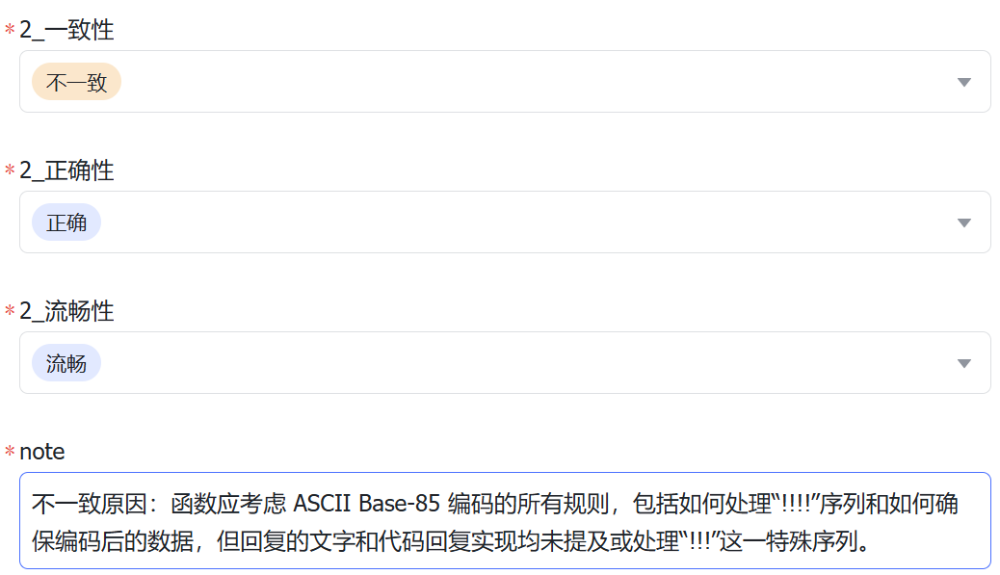 *2_一致性
不一致
*2_正确性
正确
*2_流畅性
流畅
*note
不一致原因：函数应考虑 ASCII Base-85 编码的所有规则，包括如何处理“!!!!”序列和如何确
保编码后的数据，但回复的文字和代码回复实现均未提及或处理“!!!”这一特殊序列。